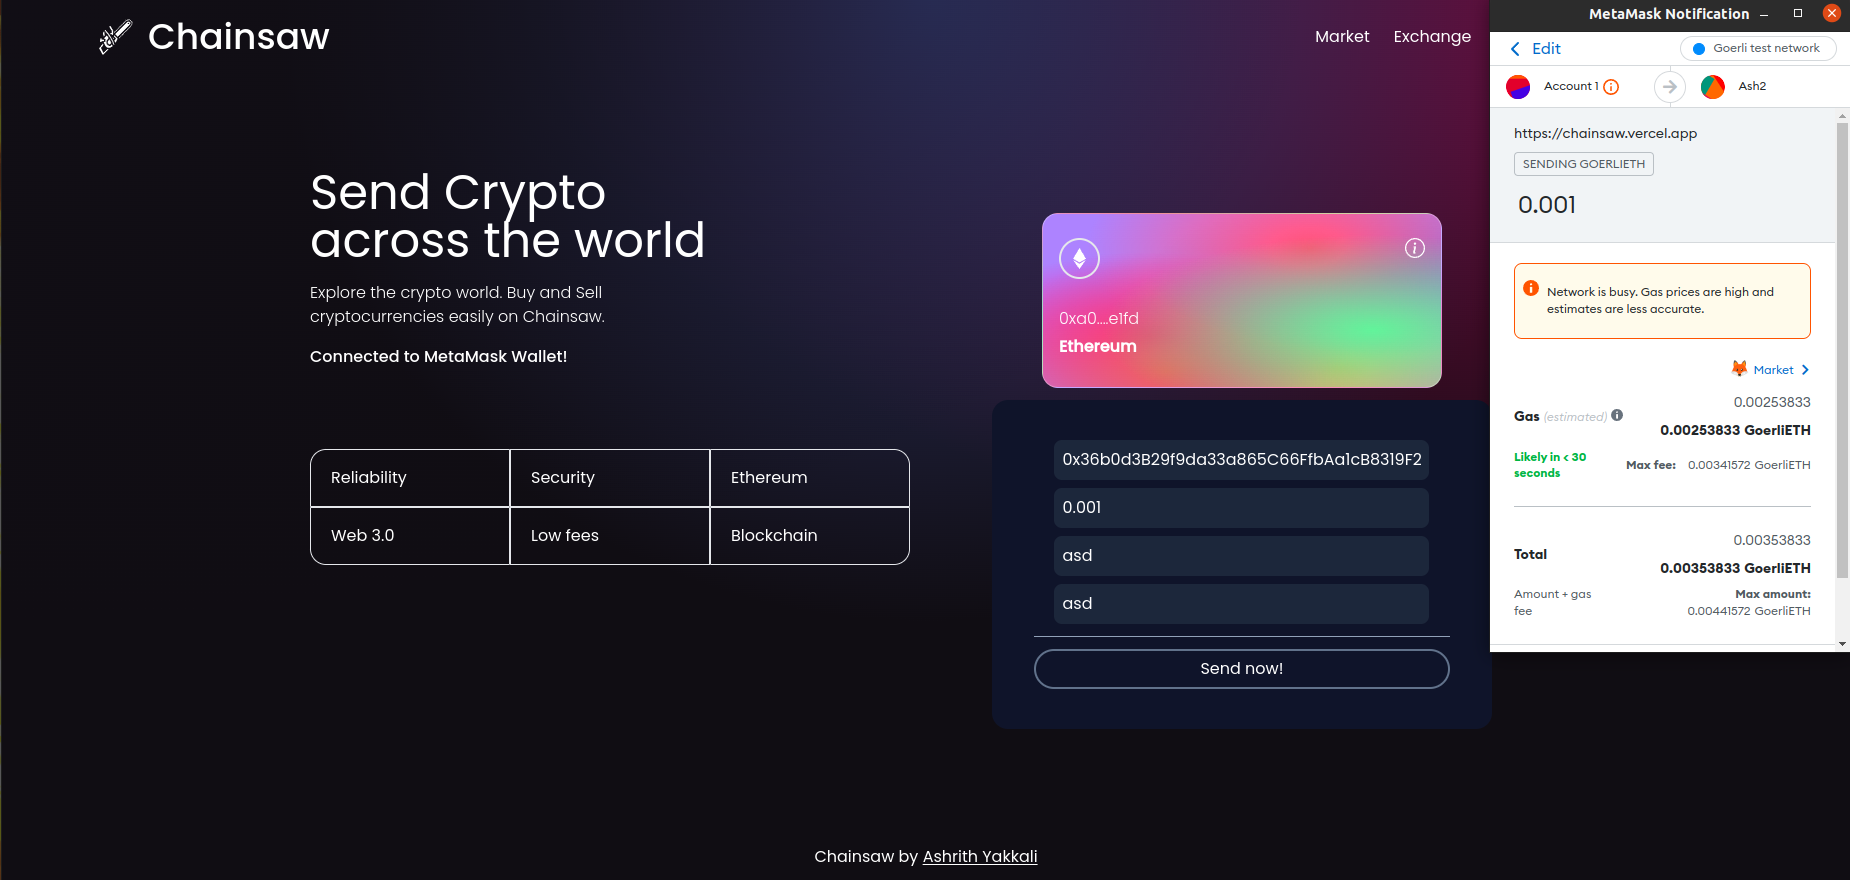 Chainsaw
Market
Exchange
Send Crypto
across the world
Explore the crypto world. Buy and Sell
cryptocurrencies easily on Chainsaw.
Connected to MetaMask Wallet!
Reliability
Security
Ethereum
Web 3.0
Low fees
Blockchain
0xa0....e1fd
Ethereum
0x36b0d3B29f9da33a865C66FfbAa1cB8319F2
0.001
asd
asd
Send now!
Chainsaw by Ashrith Yakkali
MetaMask Notification
Edit
Goerli test network
Account 1
Ash2
https://chainsaw.vercel.app
SENDING GOERLIETH
0.001
Network is busy. Gas prices are high and
estimates are less accurate.
Market
0.00253833
Gas (estimated)
0.00253833 GoerliETH
Likely in < 30
seconds
Max fee: 0.00341572 GoerliETH
0.00353833
Total
0.00353833 GoerliETH
Amount + gas
fee
Max amount:
0.00441572 GoerliETH